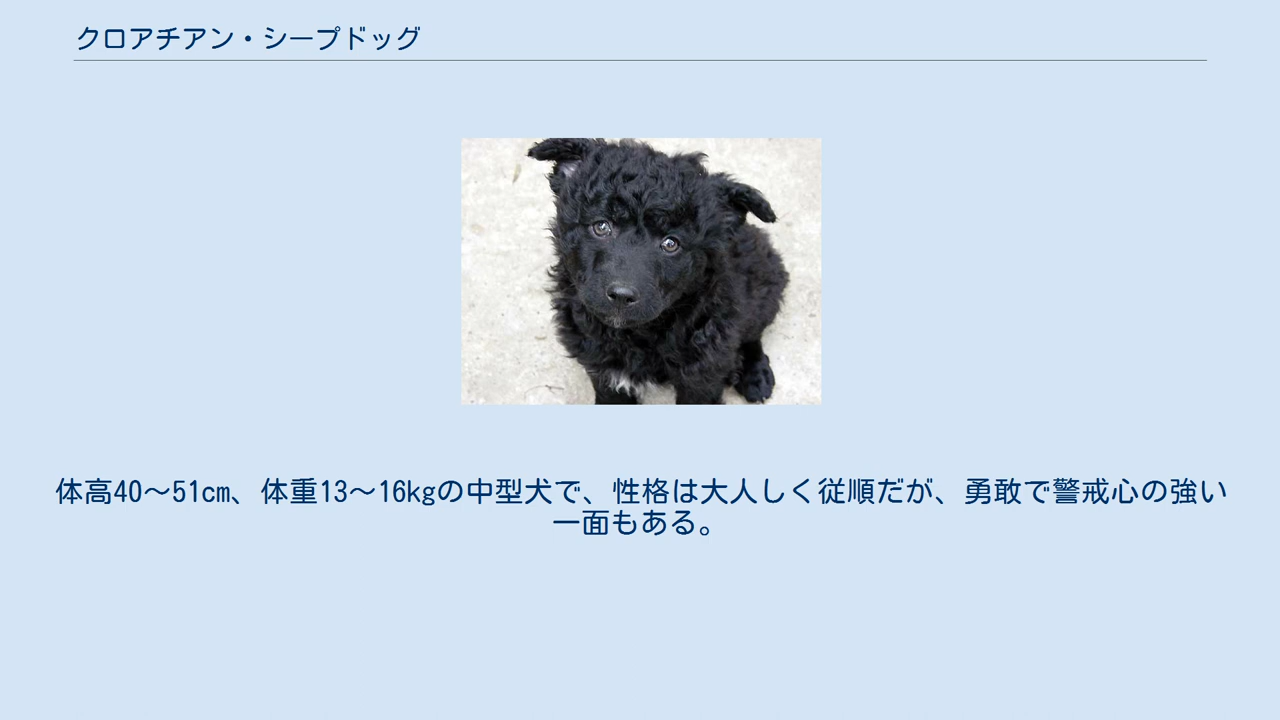 クロアチアン・シープドッグ
体高40～51cm、体重13～16kgの中型犬で、性格は大人しく従順だが、勇敢で警戒心の強い
一面もある。